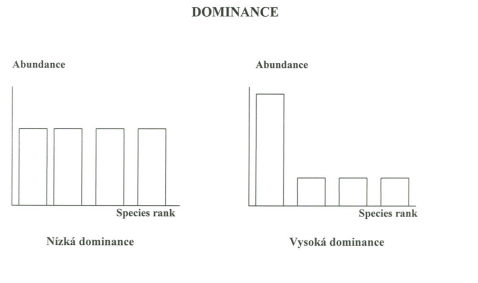 DOMINANCE
Abundance
Species rank
Nízká dominance
Abundance
Species rank
Vysoká dominance